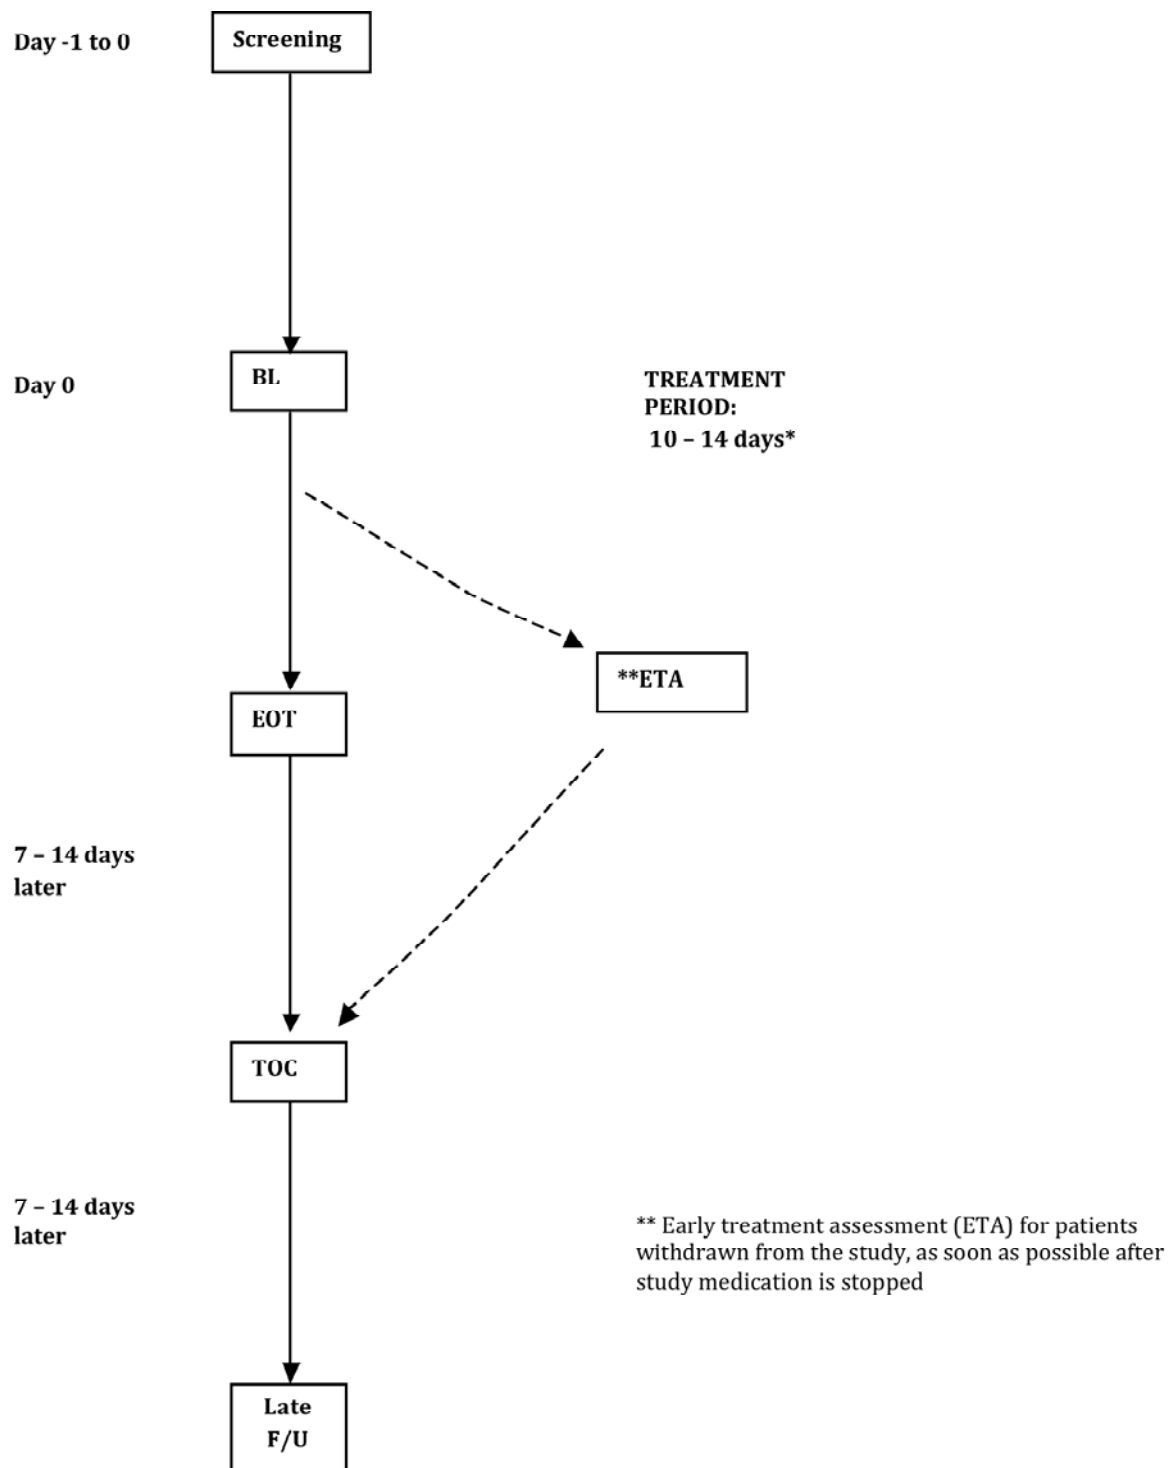 Day -1 to 0
Screening
Day 0
BL
TREATMENT
PERIOD:
10 – 14 days*
**ETA
EOT
7 – 14 days
later
TOC
7 – 14 days
later
** Early treatment assessment (ETA) for patients
withdrawn from the study, as soon as possible after
study medication is stopped
Late
F/U